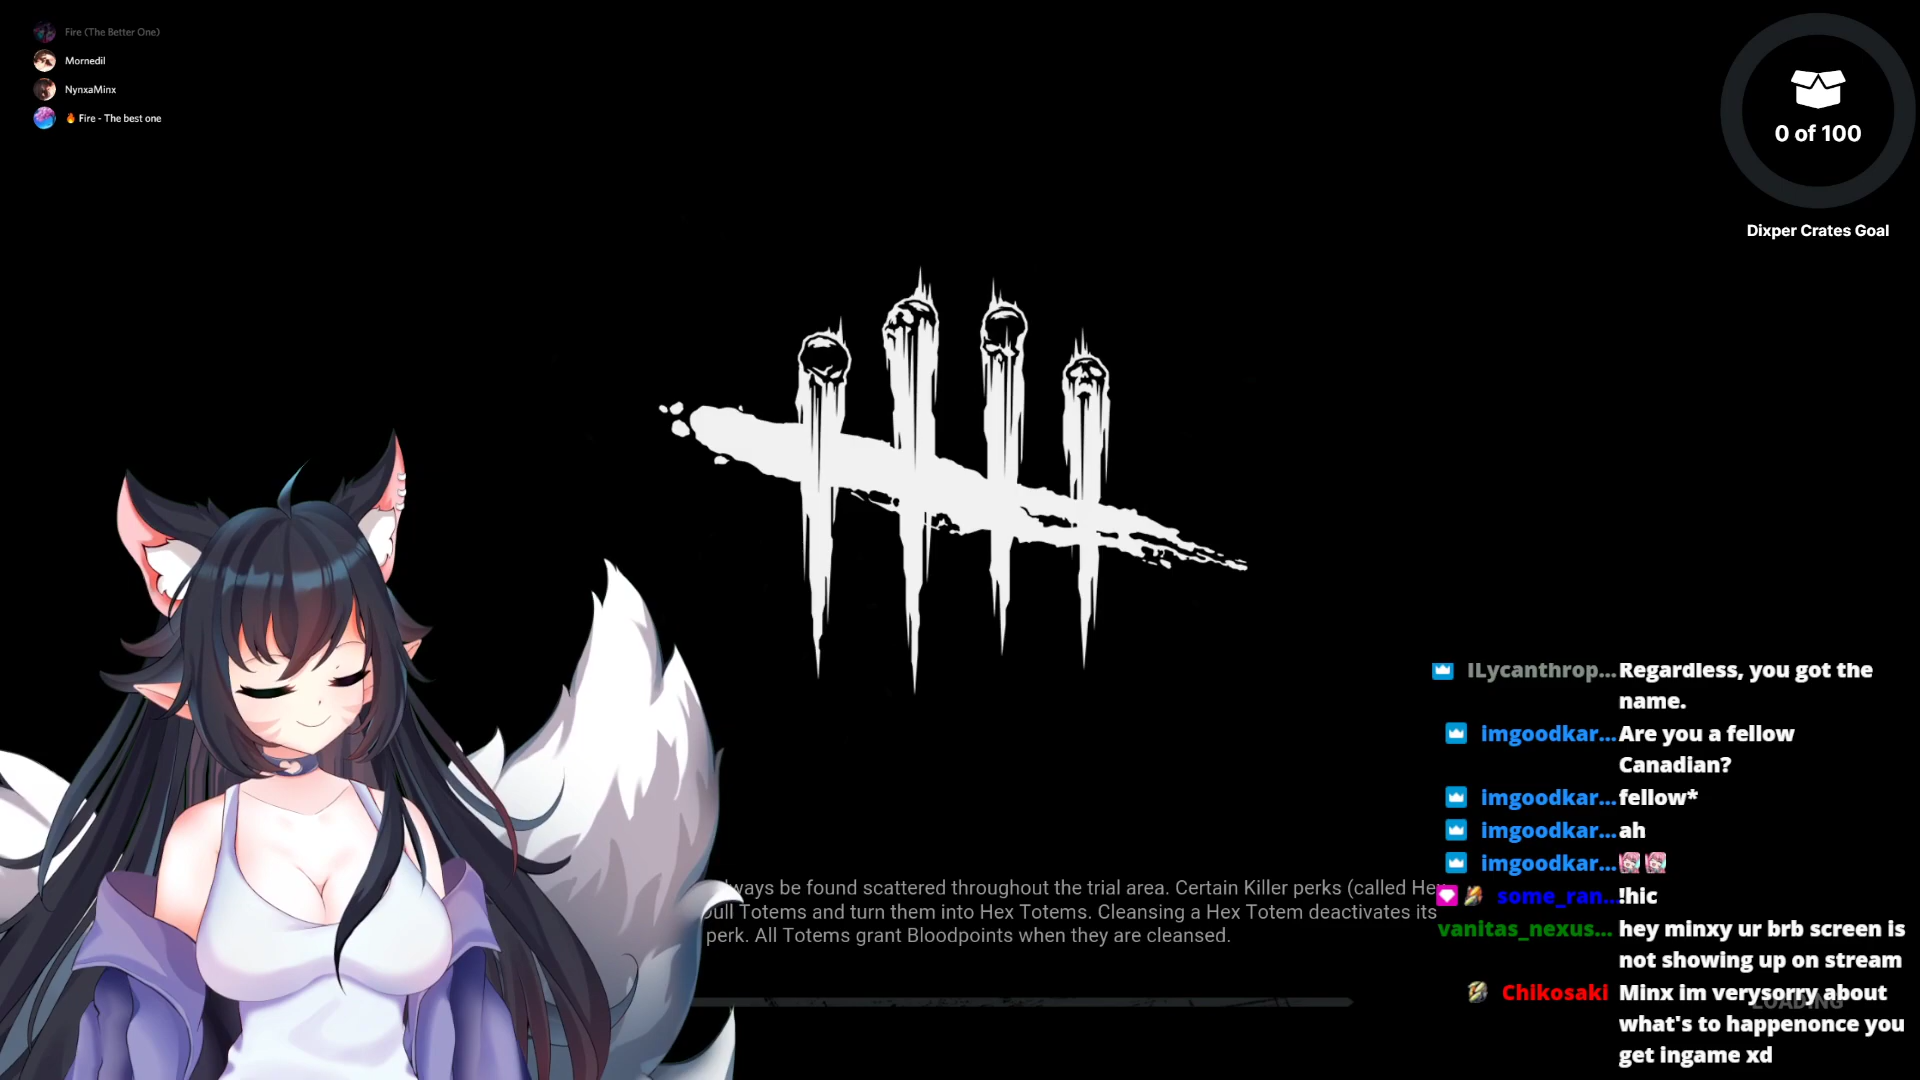 Fire (The Better One)
Mornedil
NynxaMinx
Fire - The best one
0 of 100
Dixper Crates Goal
always be found scattered throughout the trial area. Certain Killer perks (called Hex
Dull Totems and turn them into Hex Totems. Cleansing a Hex Totem deactivates its
perk. All Totems grant Bloodpoints when they are cleansed.
LOADING
ILycanthrop... Regardless, you got the
name.
imgoodkar... Are you a fellow
Canadian?
imgoodkar... fellow*
imgoodkar... ah
imgoodkar...
some_ran... !hic
vanitas_nexus... hey minxy ur brb screen is
not showing up on stream
Chikosaki Minx im verysorry about
what's to happenonce you
get ingame xd